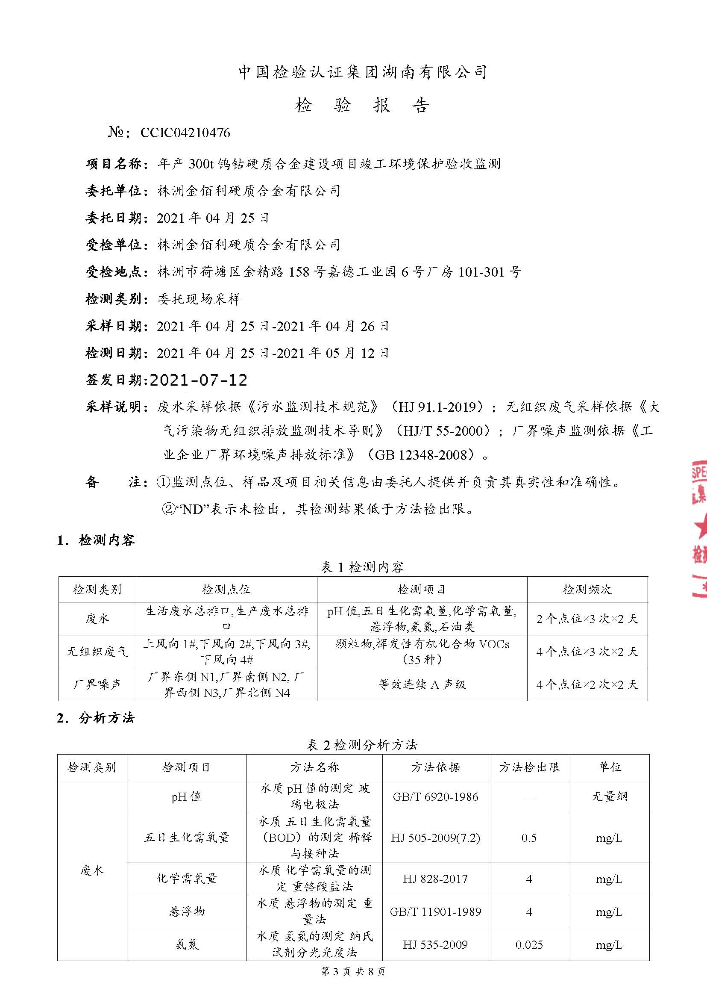 中国检验认证集团湖南有限公司
检 验 报 告
№： CCIC04210476
项目名称：年产 300t 钨钴硬质合金建设项目竣工环境保护验收监测
委托单位：株洲金佰利硬质合金有限公司
委托日期：2021 年 04 月 25 日
受检单位：株洲金佰利硬质合金有限公司
受检地点：株洲市荷塘区金精路 158 号嘉德工业园 6 号厂房 101-301 号
检测类别：委托现场采样
采样日期：2021 年 04 月 25 日-2021 年 04 月 26 日
检测日期：2021 年 04 月 25 日-2021 年 05 月 12 日
签发日期:2021-07-12
采样说明：废水采样依据《污水监测技术规范》（HJ 91.1-2019）；无组织废气采样依据《大
气污染物无组织排放监测技术导则》（HJ/T 55-2000）；厂界噪声监测依据《工
业企业厂界环境噪声排放标准》（GB 12348-2008）。
备 注：①监测点位、样品及项目相关信息由委托人提供并负责其真实性和准确性。
②“ND”表示未检出，其检测结果低于方法检出限。
1. 检测内容
表 1 检测内容
检测类别 检测点位 检测项目 检测频次
废水 生活废水总排口,生产废水总排
口 pH 值,五日生化需氧量,化学需氧量,
悬浮物,氨氮,石油类 2 个点位×3 次×2 天
无组织废气 上风向 1#,下风向 2#,下风向 3#,
下风向 4# 颗粒物,挥发性有机化合物 VOCs
（35 种） 4 个点位×3 次×2 天
厂界噪声 厂界东侧 N1,厂界南侧 N2, 厂
界西侧 N3,厂界北侧 N4 等效连续 A 声级 4 个点位×2 次×2 天
2. 分析方法
表 2 检测分析方法
检测类别 检测项目 方法名称 方法依据 方法检出限 单位
废水
pH 值 水质 pH 值的测定 玻
璃电极法 GB/T 6920-1986 — 无量纲
五日生化需氧量 水质 五日生化需氧量
（BOD）的测定 稀释
与接种法 HJ 505-2009(7.2) 0.5 mg/L
化学需氧量 水质 化学需氧量的测
定 重铬酸盐法 HJ 828-2017 4 mg/L
悬浮物 水质 悬浮物的测定 重
量法 GB/T 11901-1989 4 mg/L
氨氮 水质 氨氮的测定 纳氏
试剂分光光度法 HJ 535-2009 0.025 mg/L
第 3 页 共 8 页
SPE
集
检测